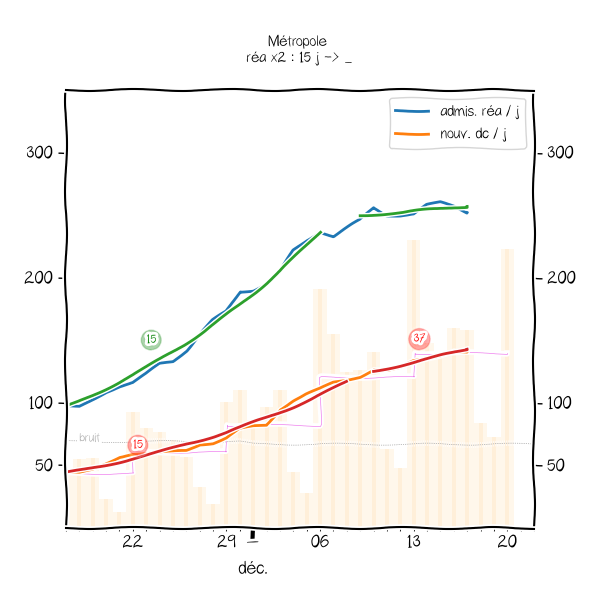 Métropole
réa x2 : 15 j -> _
admis. réa / j
nouv. dc / j
300
300
200
200
15
37
100
100
bruit
15
50
50
22
29
06
13
20
déc.